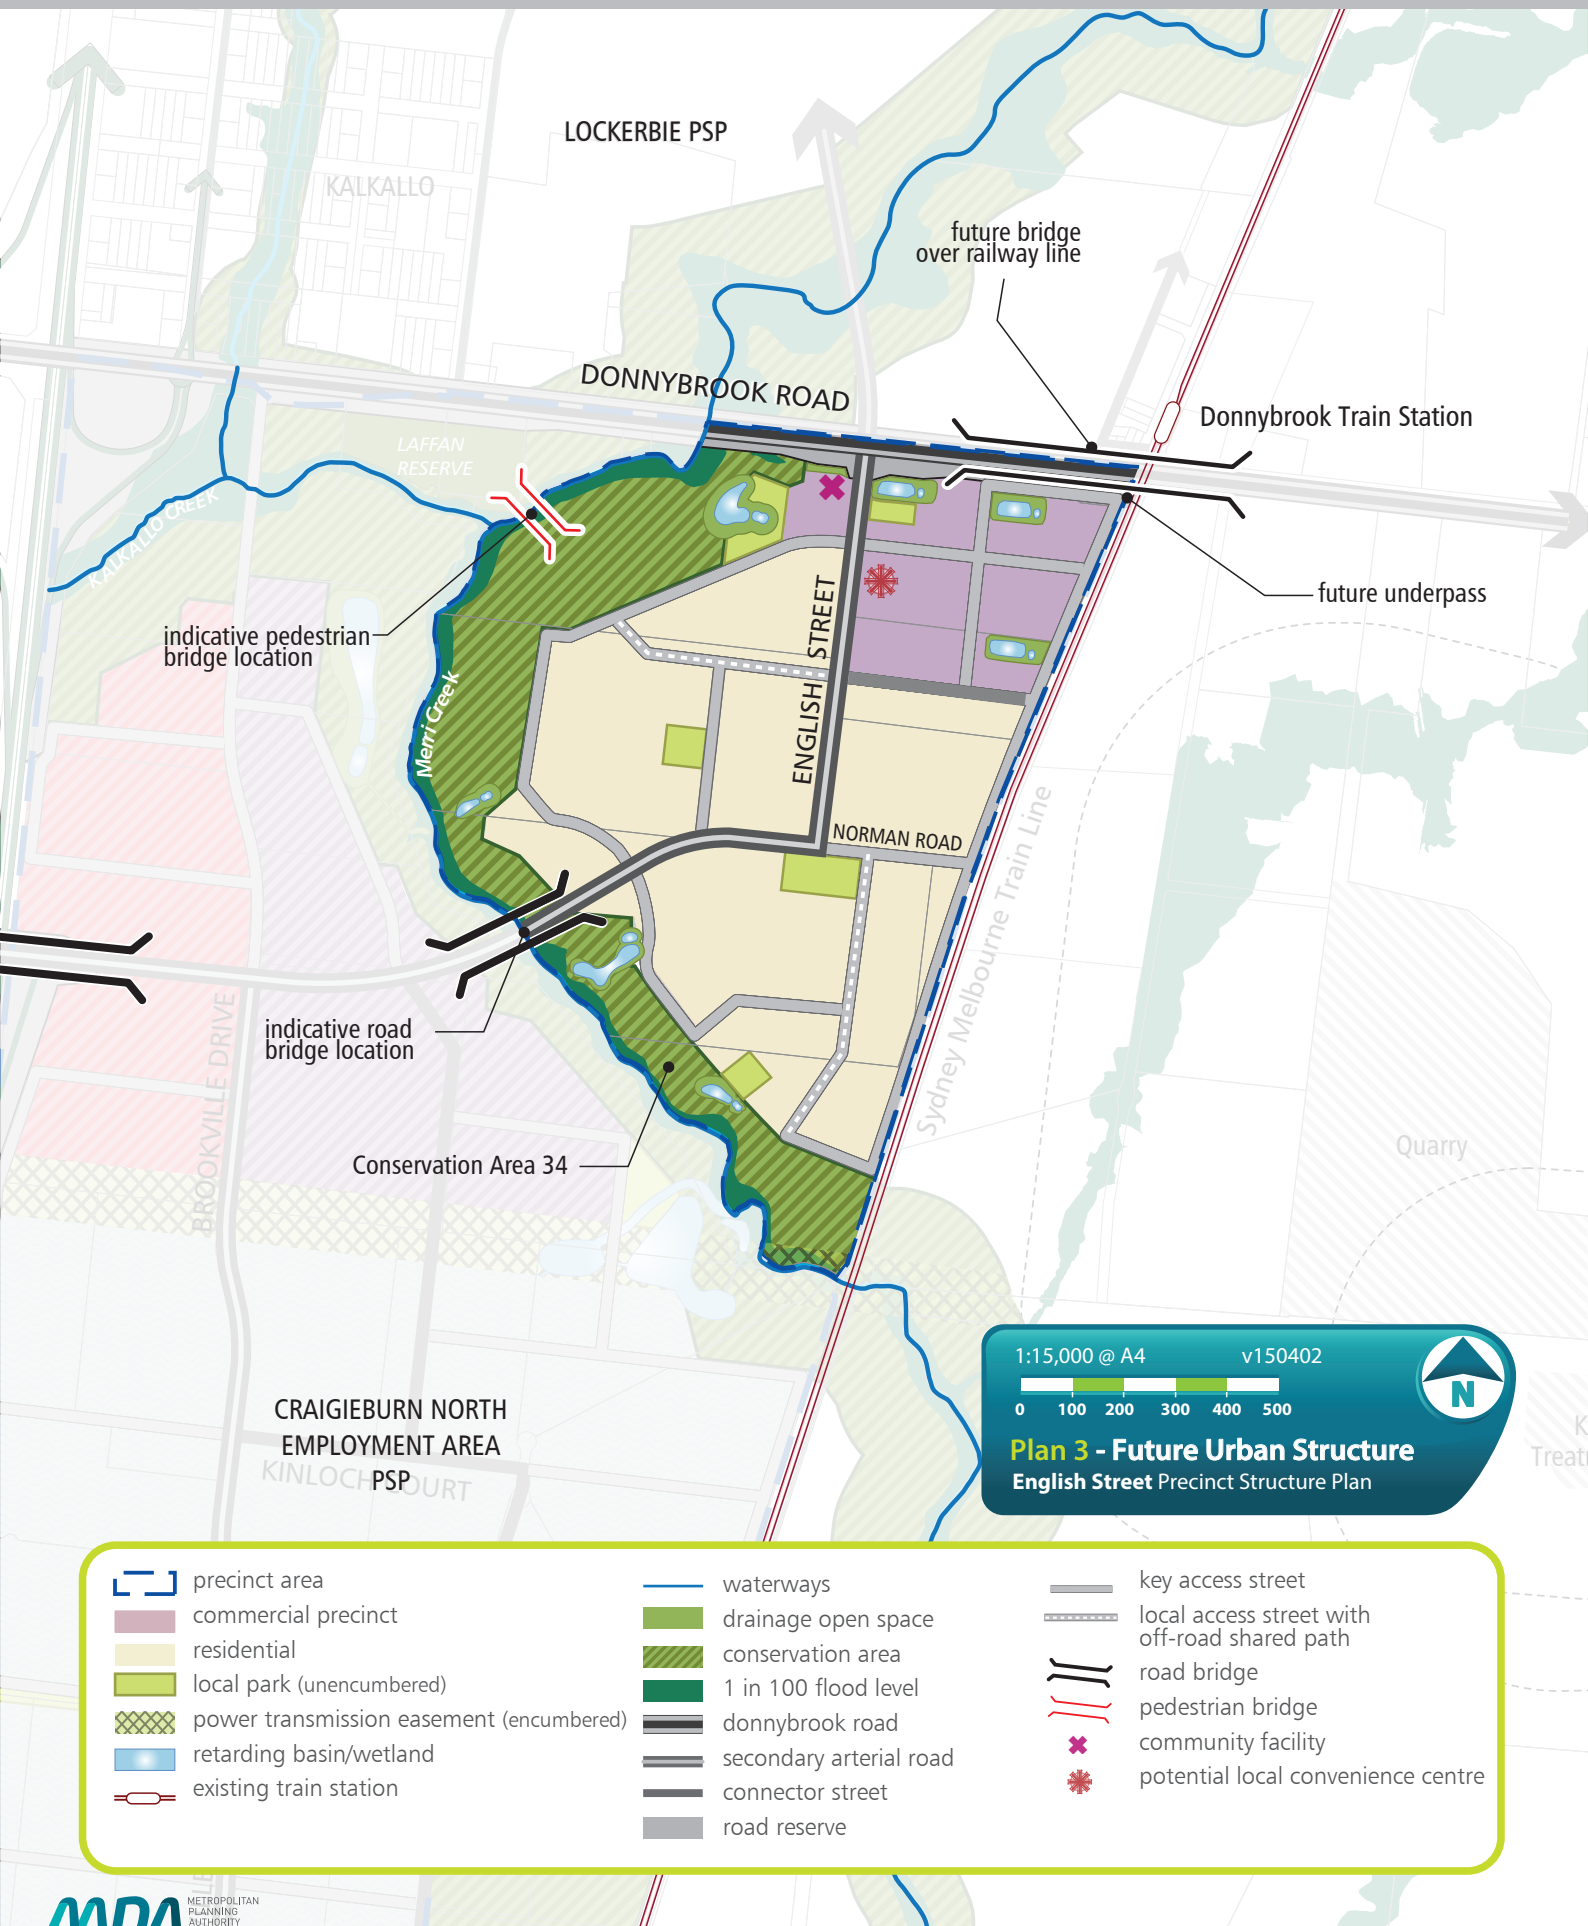 LOCKERBIE PSP
KALKALLO
future bridge
over railway line
DONNYBROOK ROAD
Donnybrook Train Station
LAFFAN
RESERVE
KALKALLO CREEK
future underpass
indicative pedestrian
bridge location
ENGLISH STREET
Merri Creek
NORMAN ROAD
Sydney Melbourne Train Line
BROOKVILLE DRIVE
indicative road
bridge location
Quarry
Conservation Area 34
CRAIGIEBURN NORTH
EMPLOYMENT AREA
PSP
KINLOCH COURT
1:15,000 @ A4 v150402
0 100 200 300 400 500
N
Plan 3 - Future Urban Structure
English Street Precinct Structure Plan
K
Treat
precinct area
commercial precinct
residential
local park (unencumbered)
power transmission easement (encumbered)
retarding basin/wetland
existing train station
waterways
drainage open space
conservation area
1 in 100 flood level
donnybrook road
secondary arterial road
connector street
road reserve
key access street
local access street with
off-road shared path
road bridge
pedestrian bridge
community facility
potential local convenience centre
MPA
METROPOLITAN
PLANNING
AUTHORITY